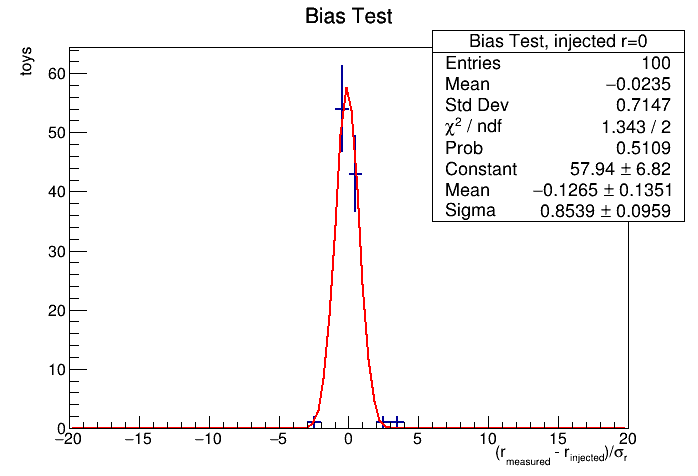 Bias Test
toys
Bias Test, injected r=0
Entries 100
Mean −0.0235
Std Dev 0.7147
χ² / ndf 1.343 / 2
Prob 0.5109
Constant 57.94 ± 6.82
Mean −0.1265 ± 0.1351
Sigma 0.8539 ± 0.0959
60
50
40
30
20
10
0
−20 −15 −10 −5 0 5 10 15 20
(r_measured - r_injected)/σ_r